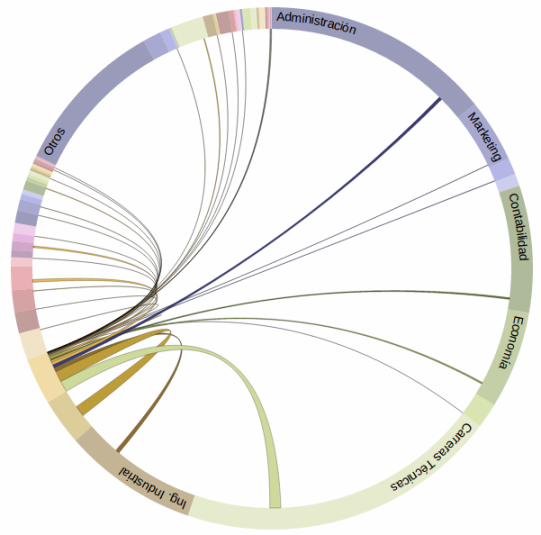 Administración
Marketing
Contabilidad
Economía
Carreras Técnicas
Ing. Industrial
Otros